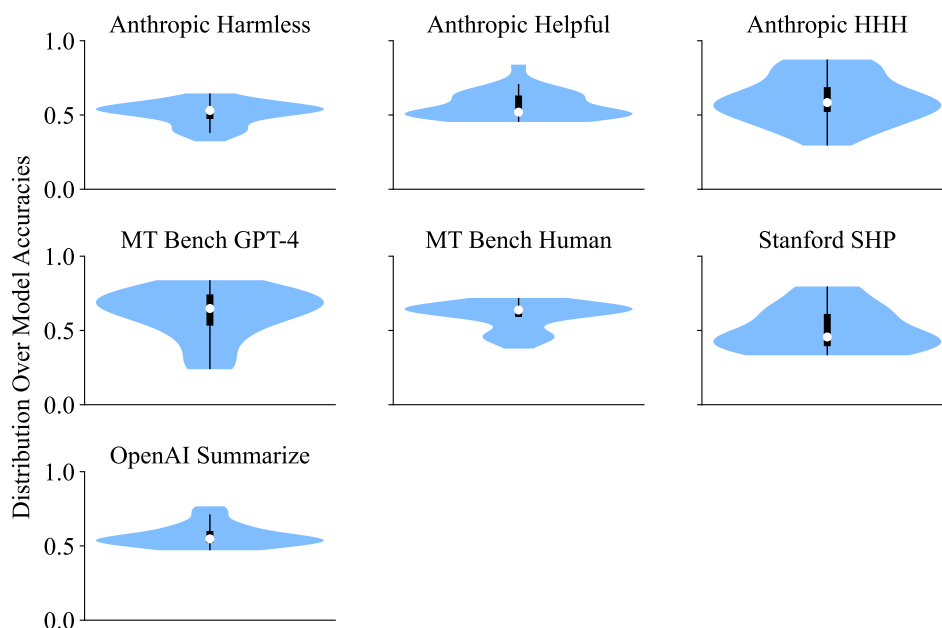 Anthropic Harmless
Anthropic Helpful
Anthropic HHH
1.0
0.5
0.0
MT Bench GPT-4
MT Bench Human
Stanford SHP
1.0
0.5
0.0
OpenAI Summarize
1.0
0.5
0.0
Distribution Over Model Accuracies